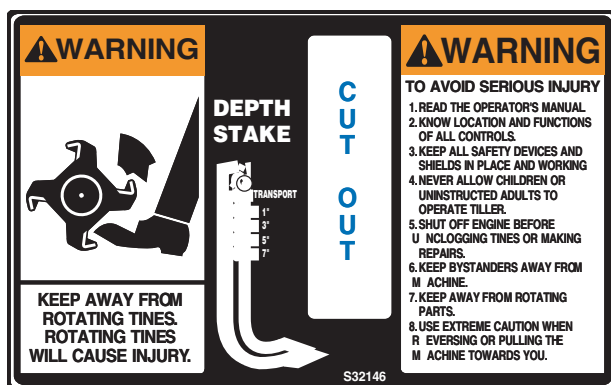 WARNING
KEEP AWAY FROM
ROTATING TINES.
ROTATING TINES
WILL CAUSE INJURY.
DEPTH
STAKE
TRANSPORT
1"
3"
5"
7"
CUT OUT
S32146
WARNING
TO AVOID SERIOUS INJURY
1. READ THE OPERATOR'S MANUAL
2. KNOW LOCATION AND FUNCTIONS
OF ALL CONTROLS.
3. KEEP ALL SAFETY DEVICES AND
SHIELDS IN PLACE AND WORKING
4. NEVER ALLOW CHILDREN OR
UNINSTRUCTED ADULTS TO
OPERATE TILLER.
5. SHUT OFF ENGINE BEFORE
U NCLOGGING TINES OR MAKING
REPAIRS.
6. KEEP BYSTANDERS AWAY FROM
M ACHINE.
7. KEEP AWAY FROM ROTATING
PARTS.
8. USE EXTREME CAUTION WHEN
R EVERSING OR PULLING THE
M ACHINE TOWARDS YOU.